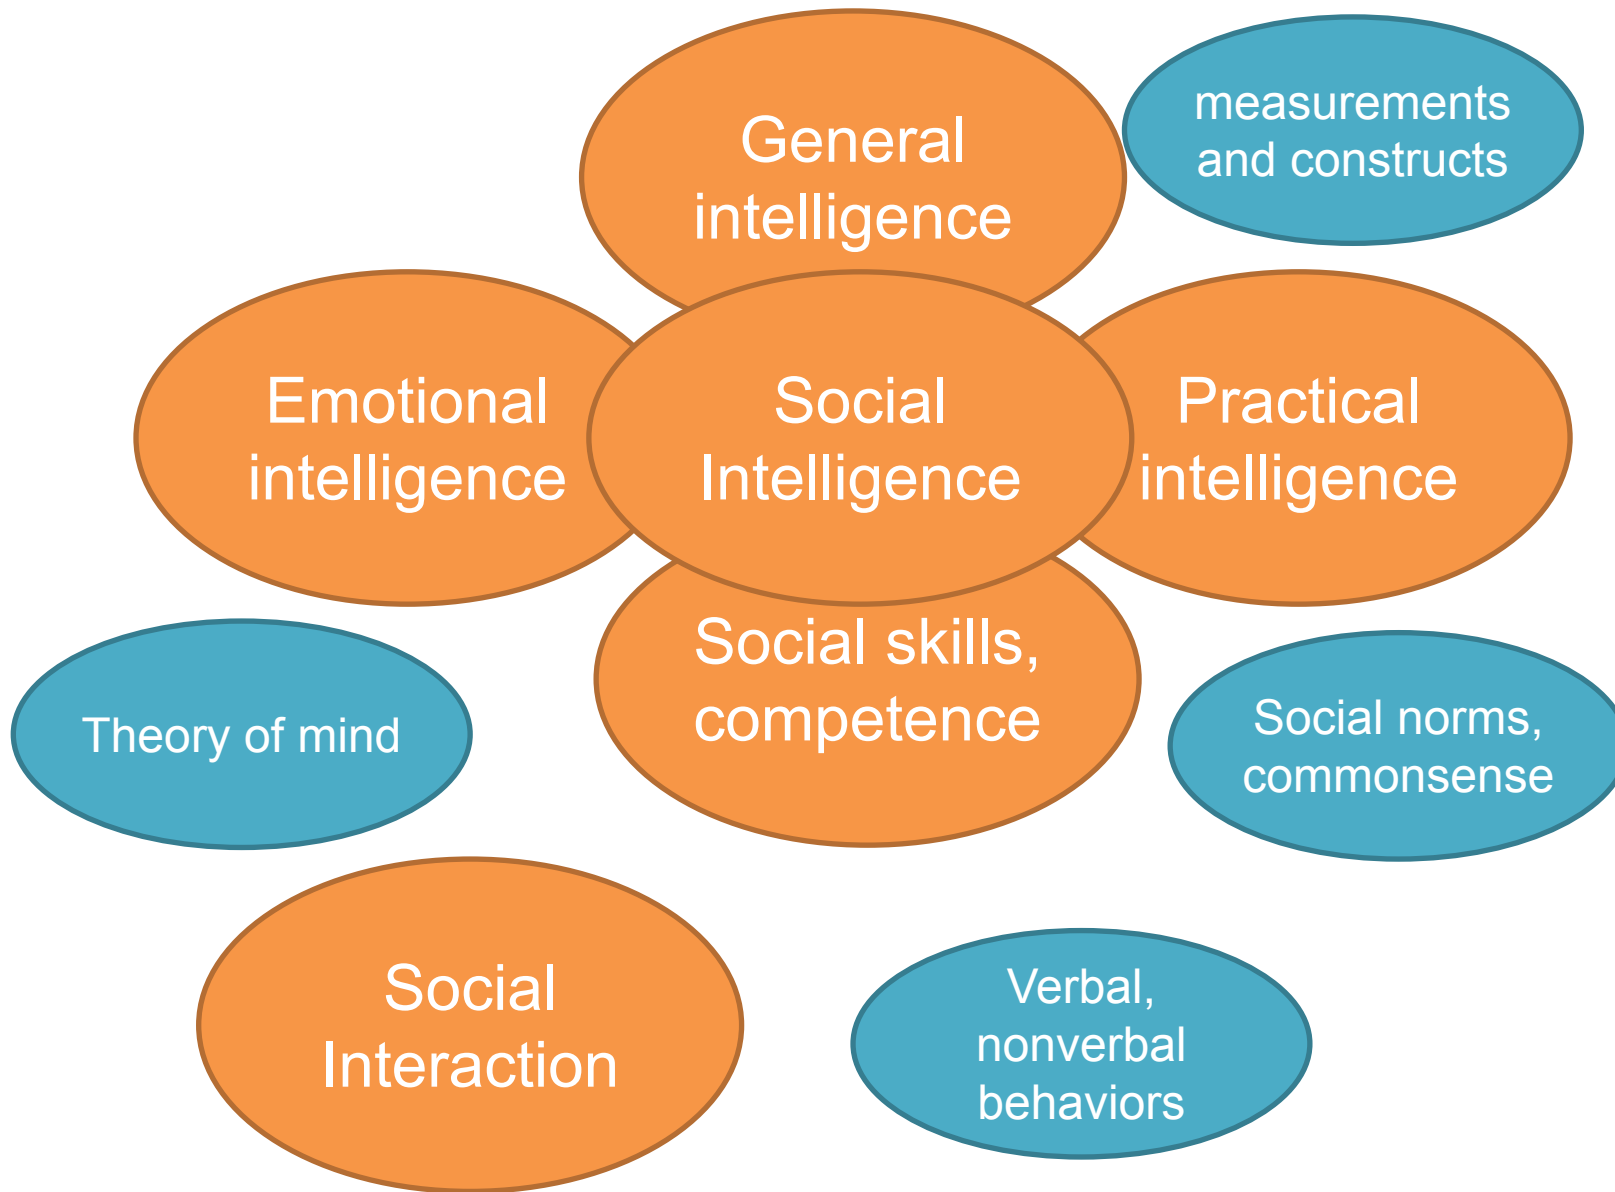 General
intelligence
measurements
and constructs
Emotional
intelligence
Social
Intelligence
Practical
intelligence
Social skills,
competence
Theory of mind
Social norms,
commonsense
Social
Interaction
Verbal,
nonverbal
behaviors